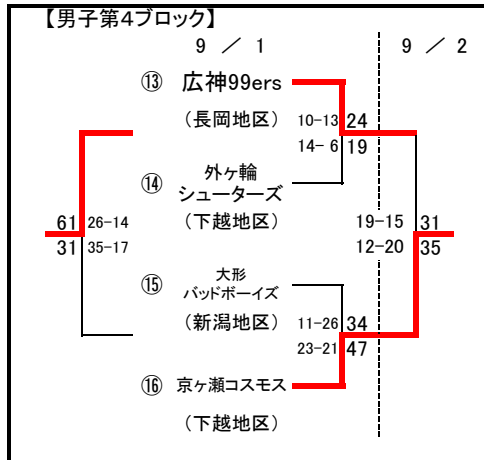 【男子第4ブロック】
9 ／ 1
9 ／ 2
⑬ 広神99ers
(長岡地区)
10-13 24
14- 6 19
⑭ 外ヶ輪
シューターズ
(下越地区)
61 26-14
31 35-17
19-15 31
12-20 35
⑮ 大形
バッドボーイズ
(新潟地区)
11-26 34
23-21 47
⑯ 京ヶ瀬コスモス
(下越地区)